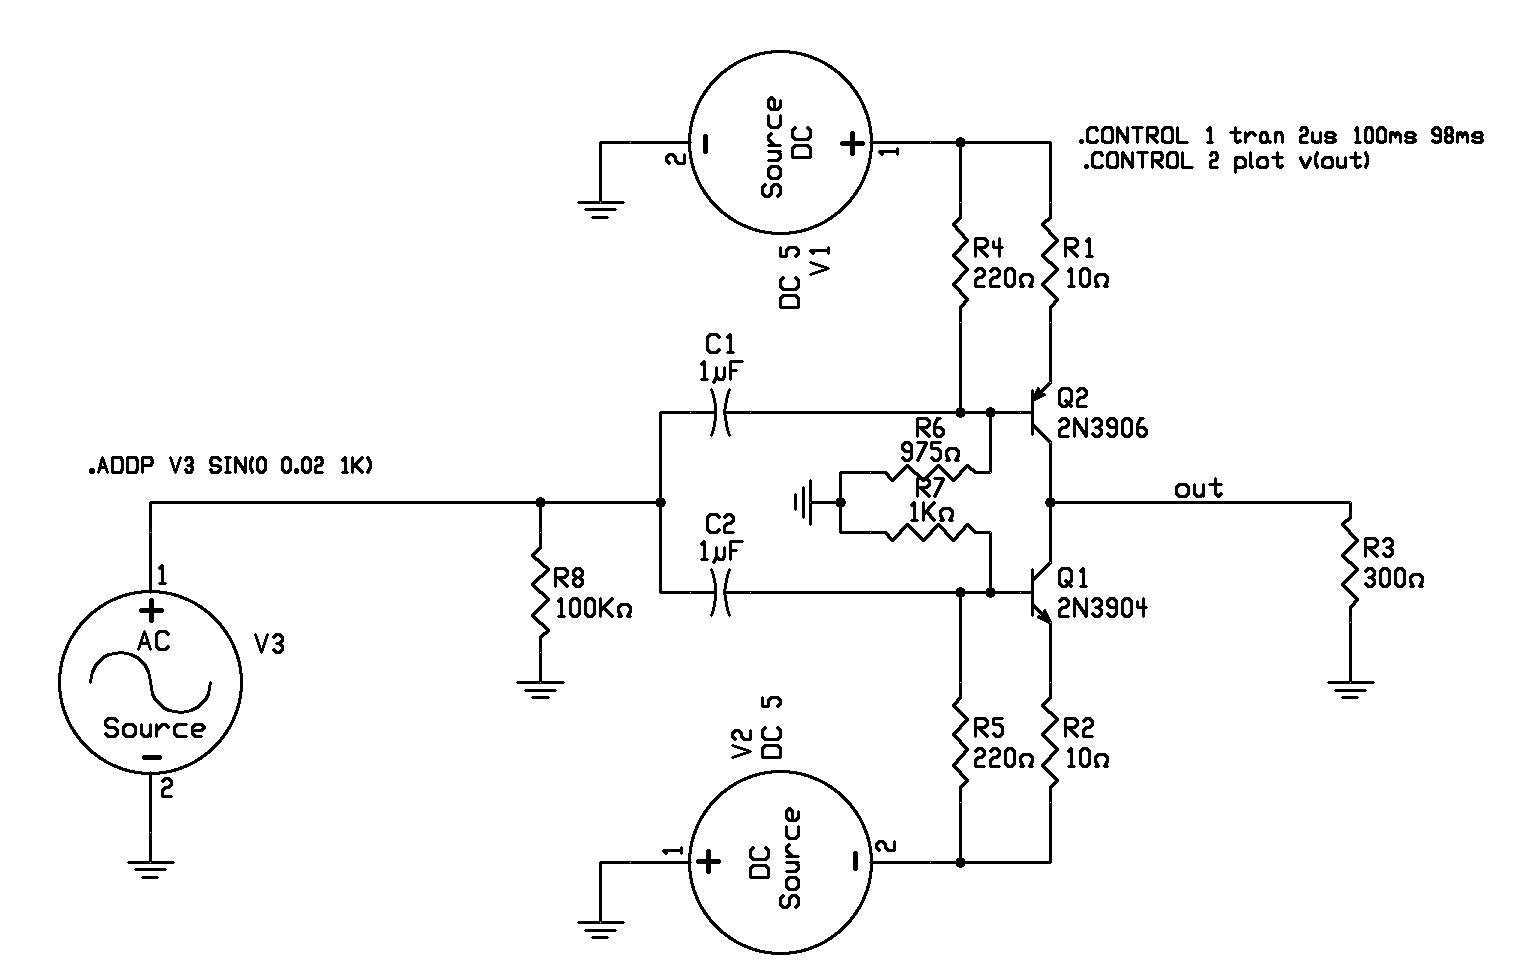 Source
DC
-
+
2
1
DC 5
V1
.CONTROL 1 tran 2us 100ms 98ms
.CONTROL 2 plot v(out)
R4
220Ω
R1
10Ω
C1
1µF
Q2
2N3906
R6
975Ω
.ADDP V3 SIN(0 0.02 1K)
R7
1KΩ
out
C2
1µF
R8
100KΩ
Q1
2N3904
R3
300Ω
1
+
AC
Source
-
2
V3
V2
DC 5
R5
220Ω
R2
10Ω
1
+
DC
Source
-
2